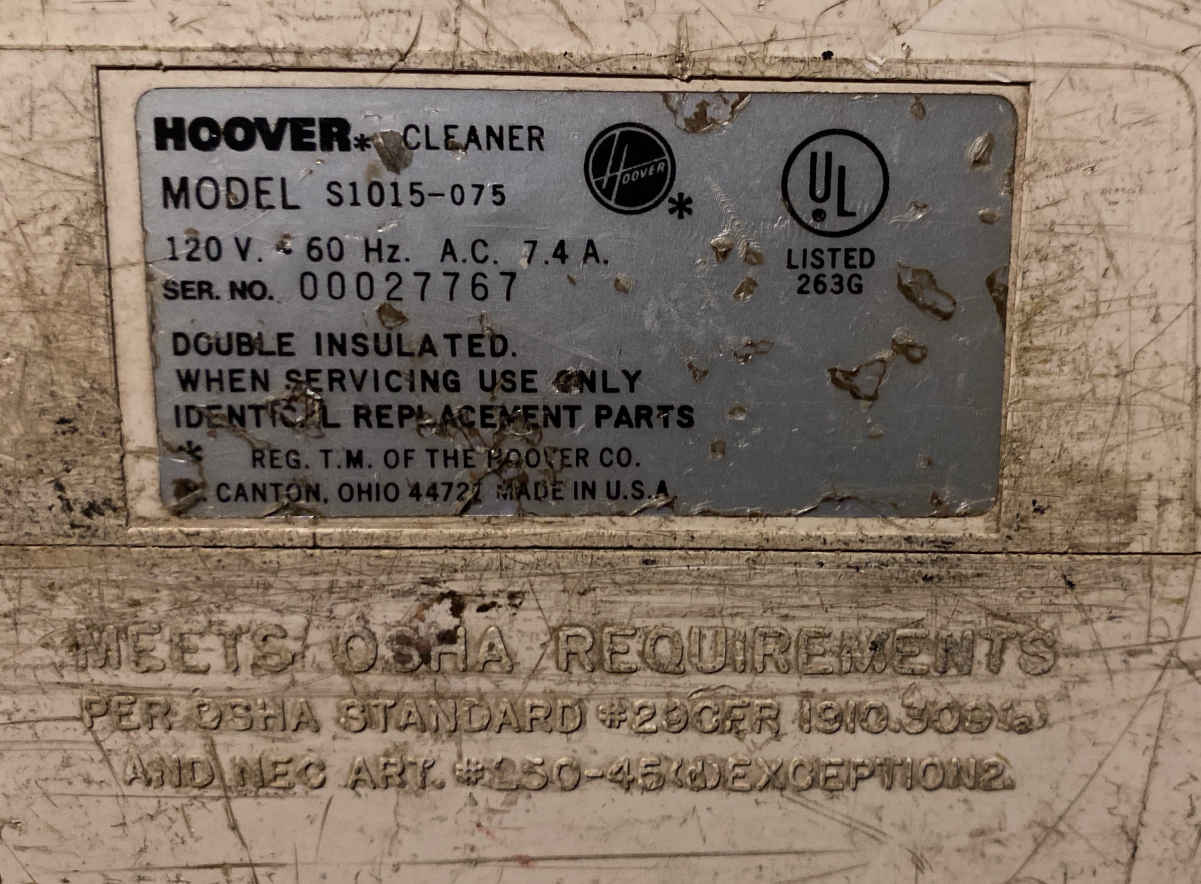 HOOVER* CLEANER
HOOVER *
MODEL S1015-075
120 V. ~ 60 Hz. A.C. 7.4 A.
SER. NO. 00027767
UL
LISTED
263G
DOUBLE INSULATED.
WHEN SERVICING USE ONLY
IDENTICAL REPLACEMENT PARTS
* REG. T.M. OF THE HOOVER CO.
CANTON, OHIO 4472 MADE IN U.S.A.
MEETS OSHA REQUIREMENTS
PER OSHA STANDARD #29CFR 1910.309(a)
AND NEC ART. #250-45(d)EXCEPTION2.